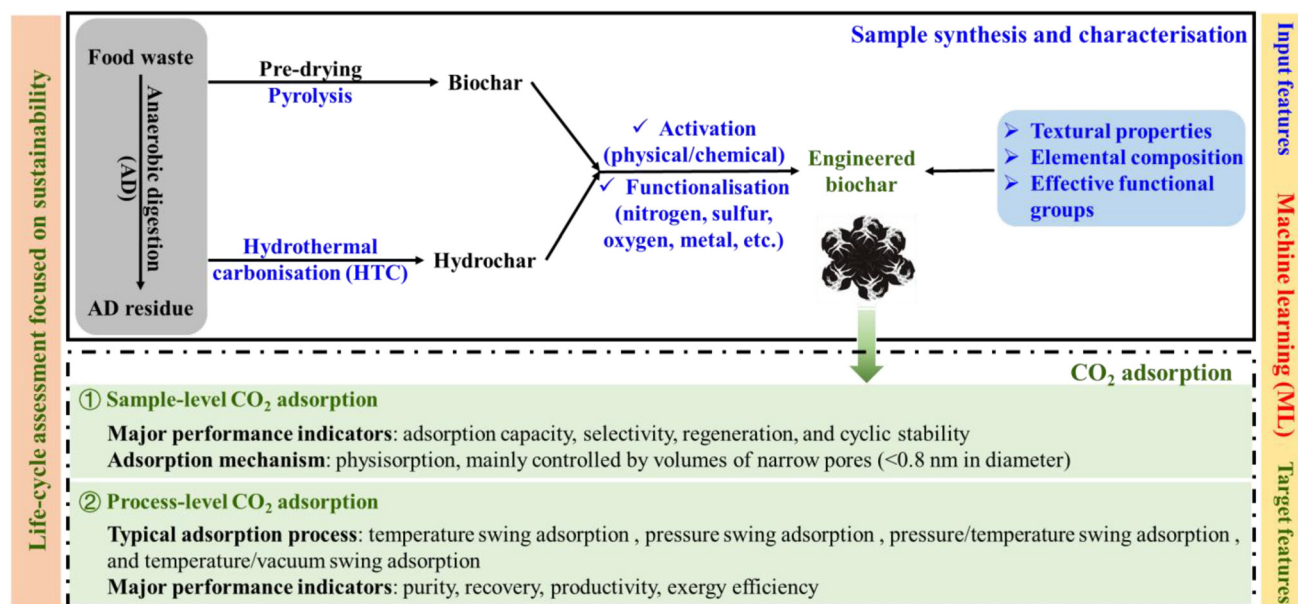 Life-cycle assessment focused on sustainability
Sample synthesis and characterisation
Food waste
Anaerobic digestion
(AD)
AD residue
Pre-drying
Pyrolysis
Biochar
Hydrothermal
carbonisation (HTC)
Hydrochar
✓ Activation
(physical/chemical)
✓ Functionalisation
(nitrogen, sulfur,
oxygen, metal, etc.)
Engineered
biochar
➢ Textural properties
➢ Elemental composition
➢ Effective functional
groups
CO₂ adsorption
① Sample-level CO₂ adsorption
Major performance indicators: adsorption capacity, selectivity, regeneration, and cyclic stability
Adsorption mechanism: physisorption, mainly controlled by volumes of narrow pores (<0.8 nm in diameter)
② Process-level CO₂ adsorption
Typical adsorption process: temperature swing adsorption , pressure swing adsorption , pressure/temperature swing adsorption ,
and temperature/vacuum swing adsorption
Major performance indicators: purity, recovery, productivity, exergy efficiency
Input features
Machine learning (ML)
Target features